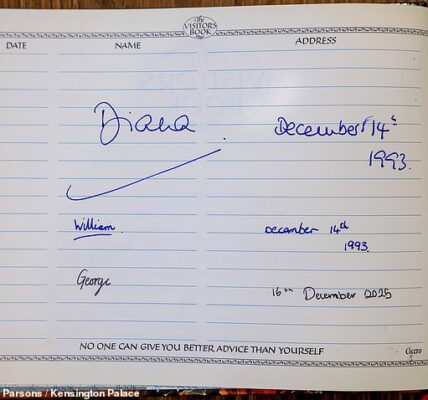 The
VISITORS
BOOK
DATE NAME ADDRESS
Diana December 14th
1993.
William. December 14th
1993.
George 16th December 2025
NO ONE CAN GIVE YOU BETTER ADVICE THAN YOURSELF Cicero
Parsons / Kensington Palace